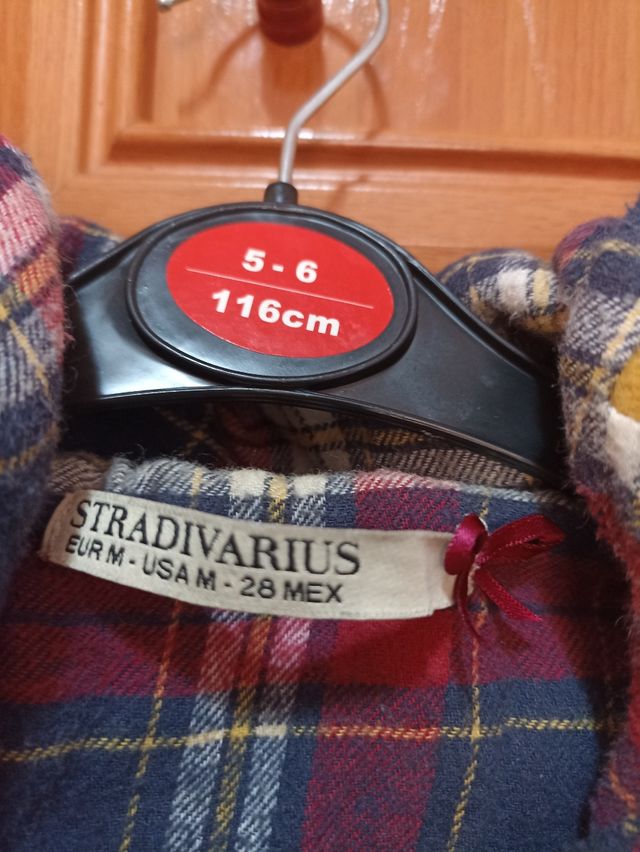 5 - 6
116cm
STRADIVARIUS
EUR M - USA M - 28 MEX